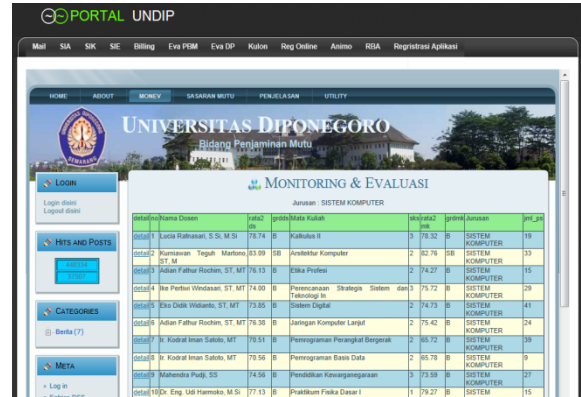 PORTAL UNDIP
Mail SIA SIK SIE Billing Eva PBM Eva DP Kulon Reg Online Animo RBA Regristrasi Aplikasi
HOME ABOUT MONEV SASARAN MUTU PENJELASAN UTILITY
UNIVERSITAS DIPONEGORO
Bidang Penjaminan Mutu
SEMARANG
LOGIN
Login disini
Logout disini
HITS AND POSTS
CATEGORIES
Berita (7)
META
Log in
MONITORING & EVALUASI
Jurusan : SISTEM KOMPUTER
detail no Nama Dosen rata2 ds grdds Mata Kuliah sks rata2 mk grdmk Jurusan jml_ps
detail 1 Lucia Ratnasari, S.Si, M.Si 78.74 B Kalkulus II 3 78.32 B SISTEM KOMPUTER 19
detail 2 Kurniawan Teguh Martono, ST, M 83.09 SB Arsitektur Komputer 2 82.76 SB SISTEM KOMPUTER 33
detail 3 Adian Fathur Rochim, ST, MT 76.13 B Etika Profesi 2 74.27 B SISTEM KOMPUTER 15
detail 4 Ike Pertiwi Windasari, ST, MT 74.00 B Perencanaan Strategis Sistem dan Teknologi In 3 75.72 B SISTEM KOMPUTER 29
detail 5 Eko Didik Widianto, ST, MT 73.85 B Sistem Digital 2 74.73 B SISTEM KOMPUTER 41
detail 6 Adian Fathur Rochim, ST, MT 76.38 B Jaringan Komputer Lanjut 2 75.42 B SISTEM KOMPUTER 24
detail 7 Ir. Kodrat Iman Satoto, MT 70.51 B Pemrograman Perangkat Bergerak 2 65.72 B SISTEM KOMPUTER 39
detail 8 Ir. Kodrat Iman Satoto, MT 70.56 B Pemrograman Basis Data 2 65.78 B SISTEM KOMPUTER 9
detail 9 Mahendra Pudji, SS 74.56 B Pendidikan Kewarganegaraan 3 73.59 B SISTEM KOMPUTER 27
detail 10 Dr. Eng. Udi Harmoko, M.Si 77.13 B Praktikum Fisika Dasar I 1 79.27 B SISTEM 15